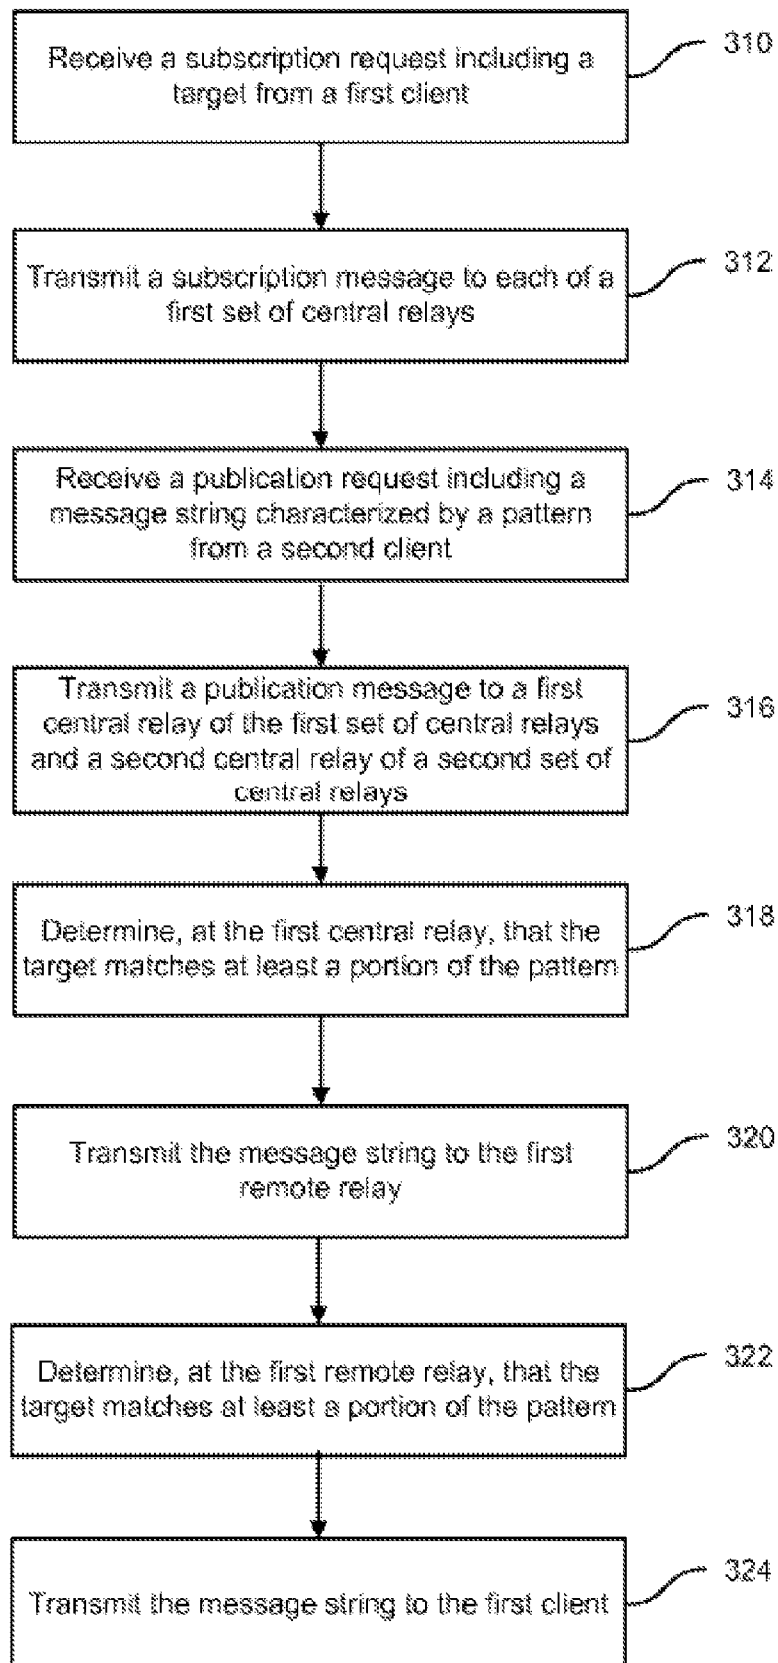 Receive a subscription request including a
target from a first client
310
Transmit a subscription message to each of a
first set of central relays
312
Receive a publication request including a
message string characterized by a pattern
from a second client
314
Transmit a publication message to a first
central relay of the first set of central relays
and a second central relay of a second set of
central relays
316
Determine, at the first central relay, that the
target matches at least a portion of the pattern
318
Transmit the message string to the first
remote relay
320
Determine, at the first remote relay, that the
target matches at least a portion of the pattern
322
Transmit the message string to the first client
324